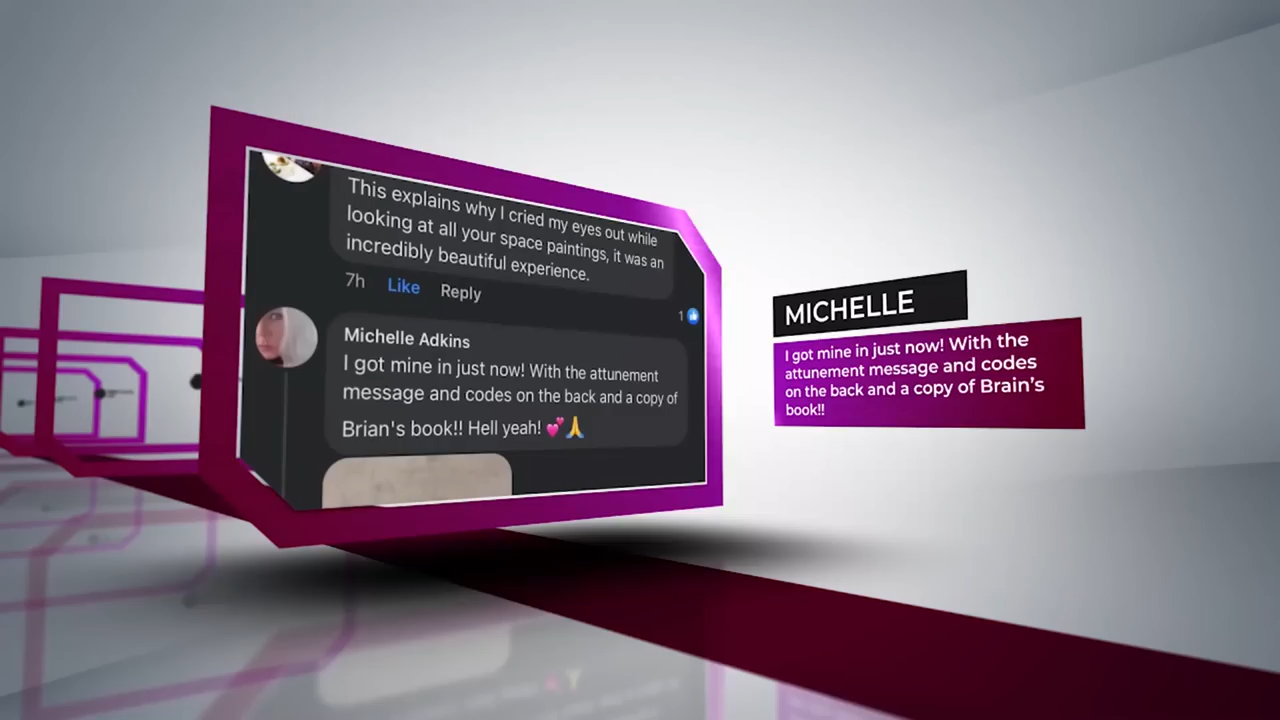 This explains why I cried my eyes out while
looking at all your space paintings, it was an
incredibly beautiful experience.
7h Like Reply
1
Michelle Adkins
I got mine in just now! With the attunement
message and codes on the back and a copy of
Brian's book!! Hell yeah! 💕🙏
MICHELLE
I got mine in just now! With the
attunement message and codes
on the back and a copy of Brain's
book!!